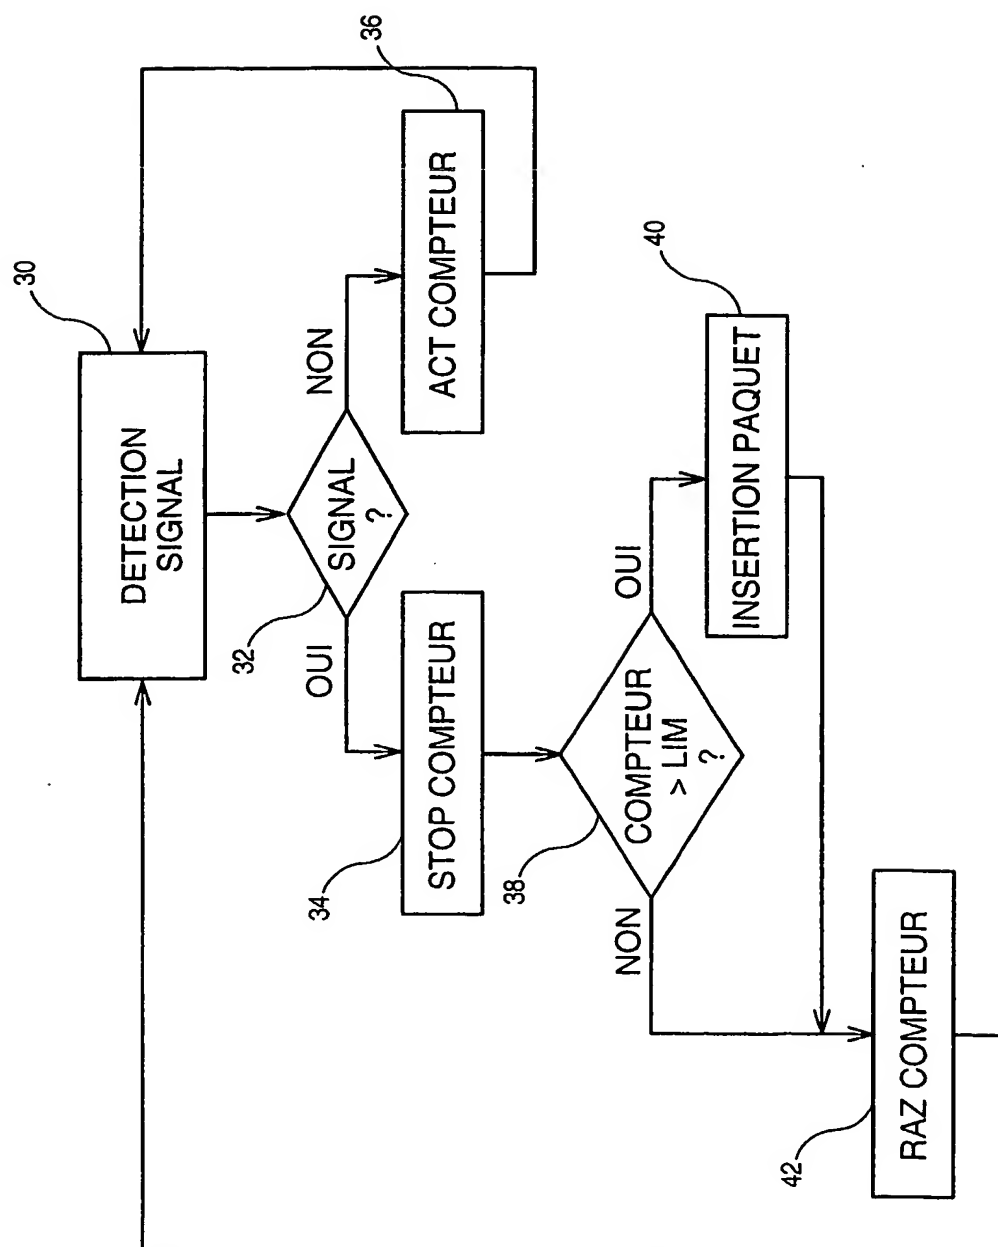 30
DETECTION
SIGNAL
32
SIGNAL
?
OUI
NON
34
STOP COMPTEUR
36
ACT COMPTEUR
38
COMPTEUR
> LIM
?
NON
OUI
40
INSERTION PAQUET
42
RAZ COMPTEUR